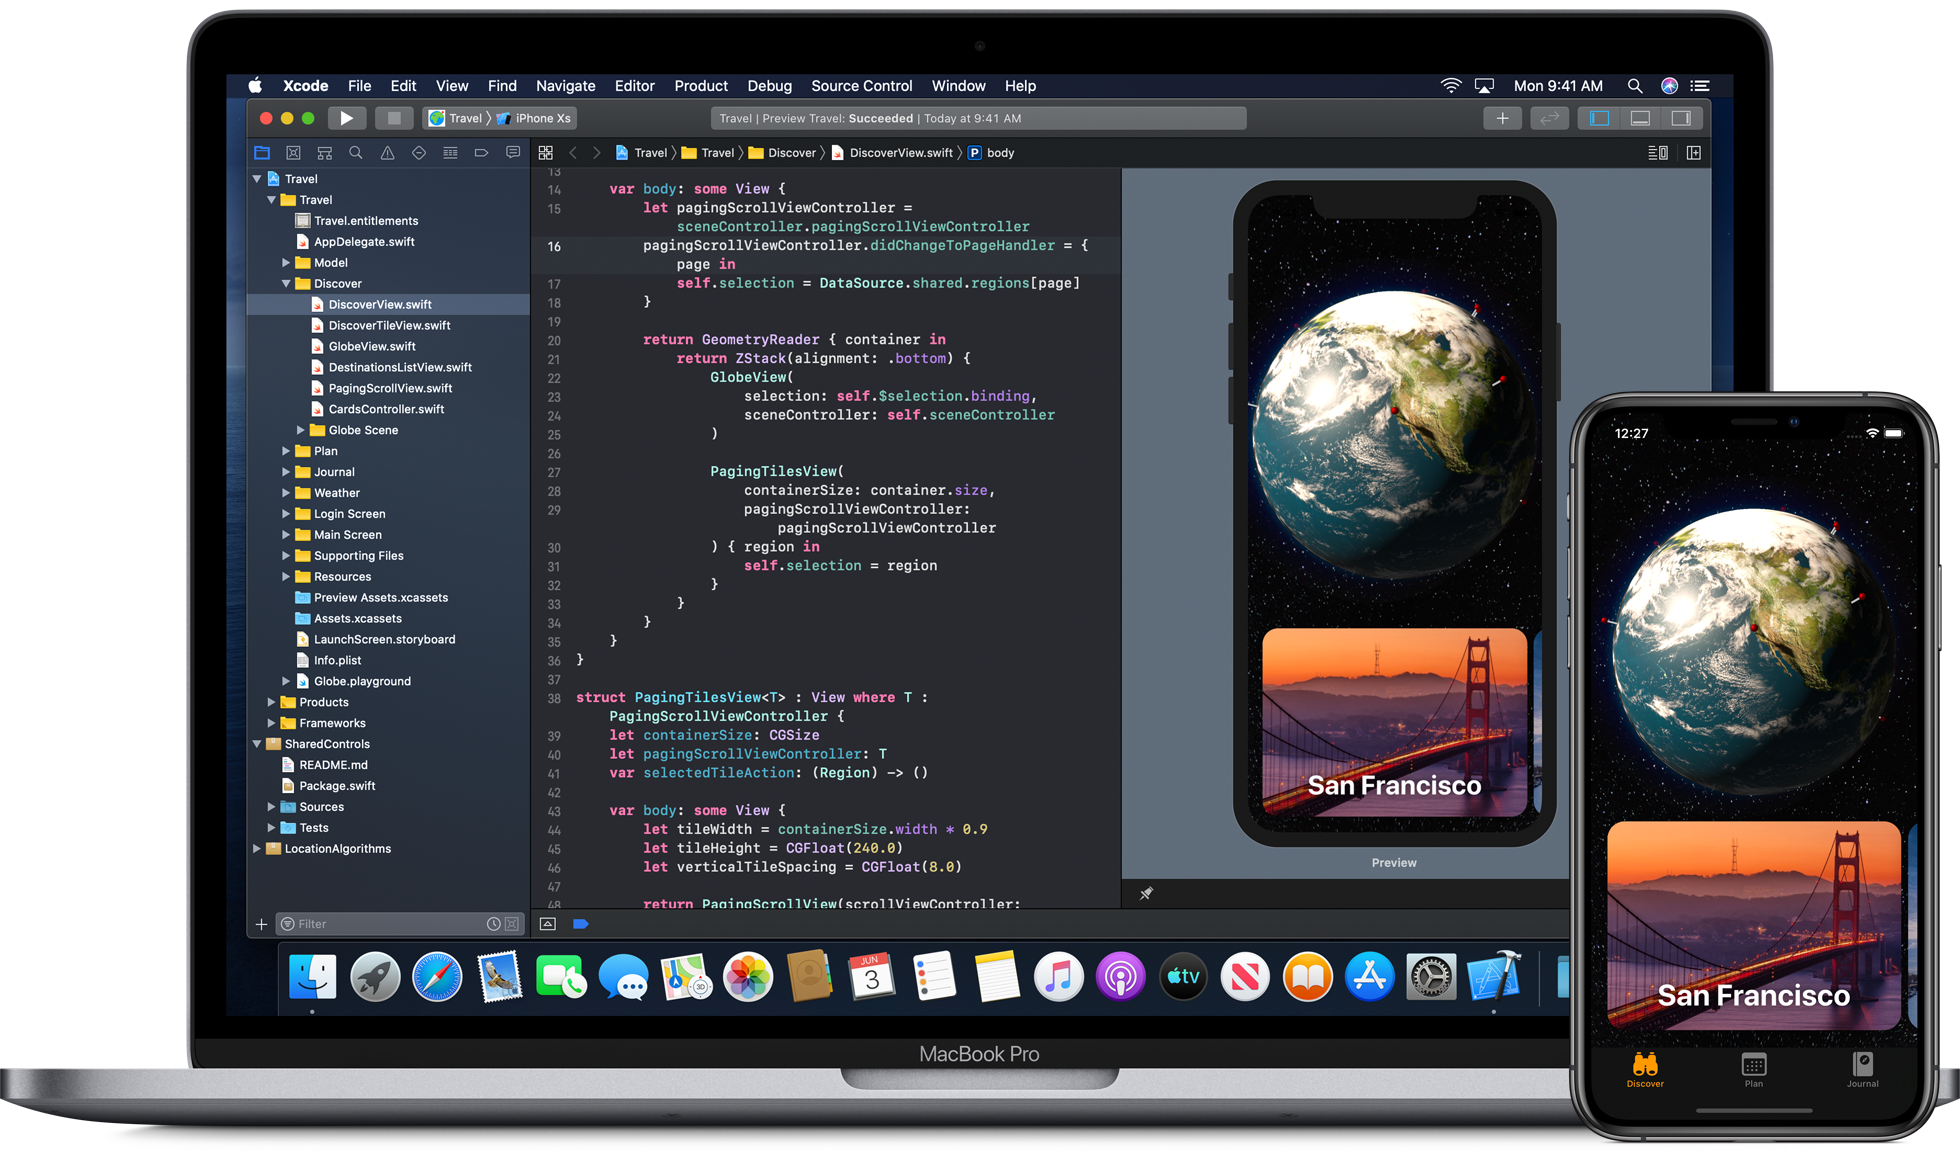 Xcode File Edit View Find Navigate Editor Product Debug Source Control Window Help Mon 9:41 AM
Travel 〉 iPhone Xs
Travel | Preview Travel: Succeeded | Today at 9:41 AM
Travel 〉 Travel 〉 Discover 〉 DiscoverView.swift 〉 P body
Travel
Travel
Travel.entitlements
AppDelegate.swift
Model
Discover
DiscoverView.swift
DiscoverTileView.swift
GlobeView.swift
DestinationsListView.swift
PagingScrollView.swift
CardsController.swift
Globe Scene
Plan
Journal
Weather
Login Screen
Main Screen
Supporting Files
Resources
Preview Assets.xcassets
Assets.xcassets
LaunchScreen.storyboard
Info.plist
Globe.playground
Products
Frameworks
SharedControls
README.md
Package.swift
Sources
Tests
LocationAlgorithms
Filter
13
14 var body: some View {
15 let pagingScrollViewController =
sceneController.pagingScrollViewController
16 pagingScrollViewController.didChangeToPageHandler = {
page in
17 self.selection = DataSource.shared.regions[page]
18 }
19
20 return GeometryReader { container in
21 return ZStack(alignment: .bottom) {
22 GlobeView(
23 selection: self.$selection.binding,
24 sceneController: self.sceneController
25 )
26
27 PagingTilesView(
28 containerSize: container.size,
29 pagingScrollViewController:
pagingScrollViewController
30 ) { region in
31 self.selection = region
32 }
33 }
34 }
35 }
36 }
37
38 struct PagingTilesView<T> : View where T :
PagingScrollViewController {
39 let containerSize: CGSize
40 let pagingScrollViewController: T
41 var selectedTileAction: (Region) -> ()
42
43 var body: some View {
44 let tileWidth = containerSize.width * 0.9
45 let tileHeight = CGFloat(240.0)
46 let verticalTileSpacing = CGFloat(8.0)
47
48 return PagingScrollView(scrollViewController:
San Francisco
Preview
JUN
3
3D
tv
MacBook Pro
12:27
San Francisco
Discover Plan Journal